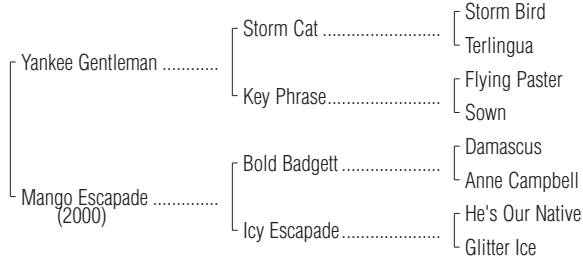 Storm Bird
Storm Cat .......................
Terlingua
Yankee Gentleman ............
Flying Paster
Key Phrase.......................
Sown
Damascus
Bold Badgett ....................
Anne Campbell
Mango Escapade ..............
(2000)
He's Our Native
Icy Escapade....................
Glitter Ice